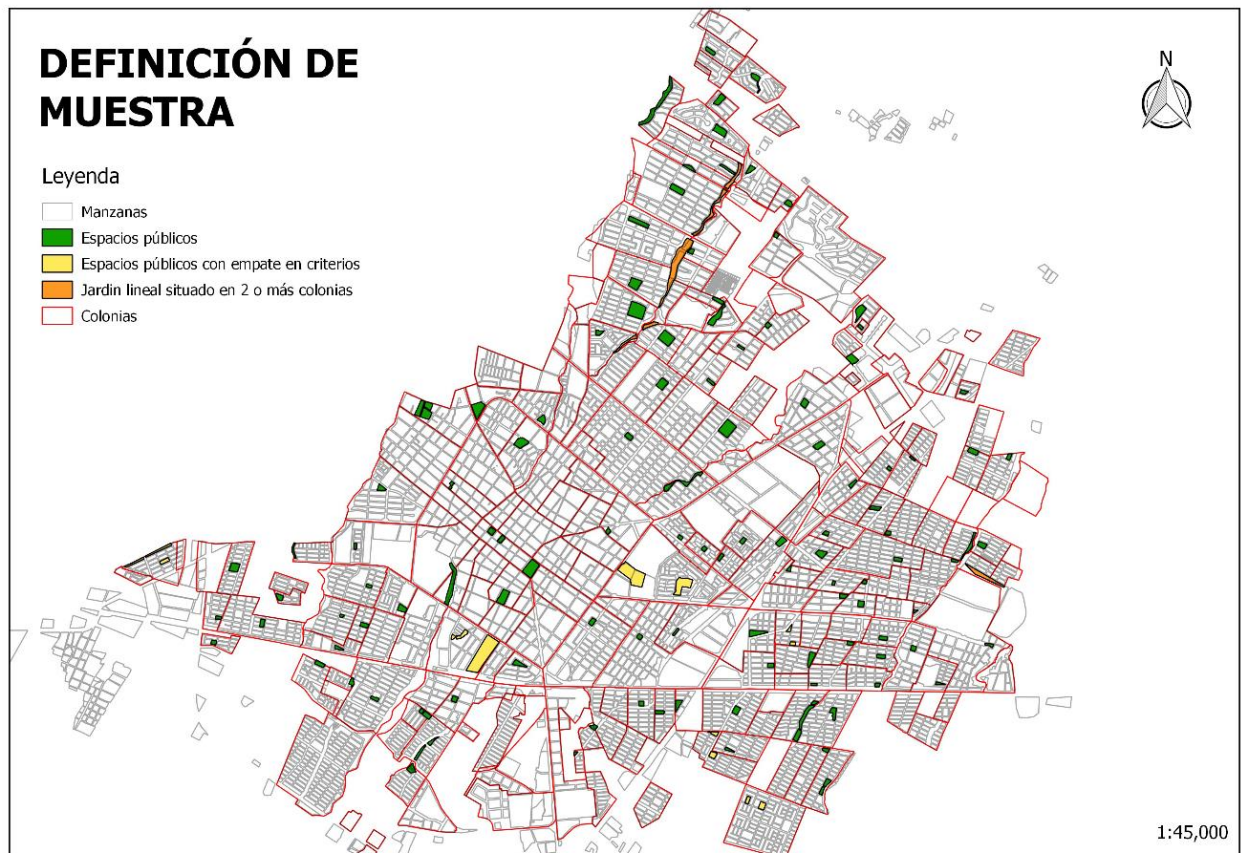 DEFINICIÓN DE
MUESTRA
N
Leyenda
Manzanas
Espacios públicos
Espacios públicos con empate en criterios
Jardin lineal situado en 2 o más colonias
Colonias
1:45,000